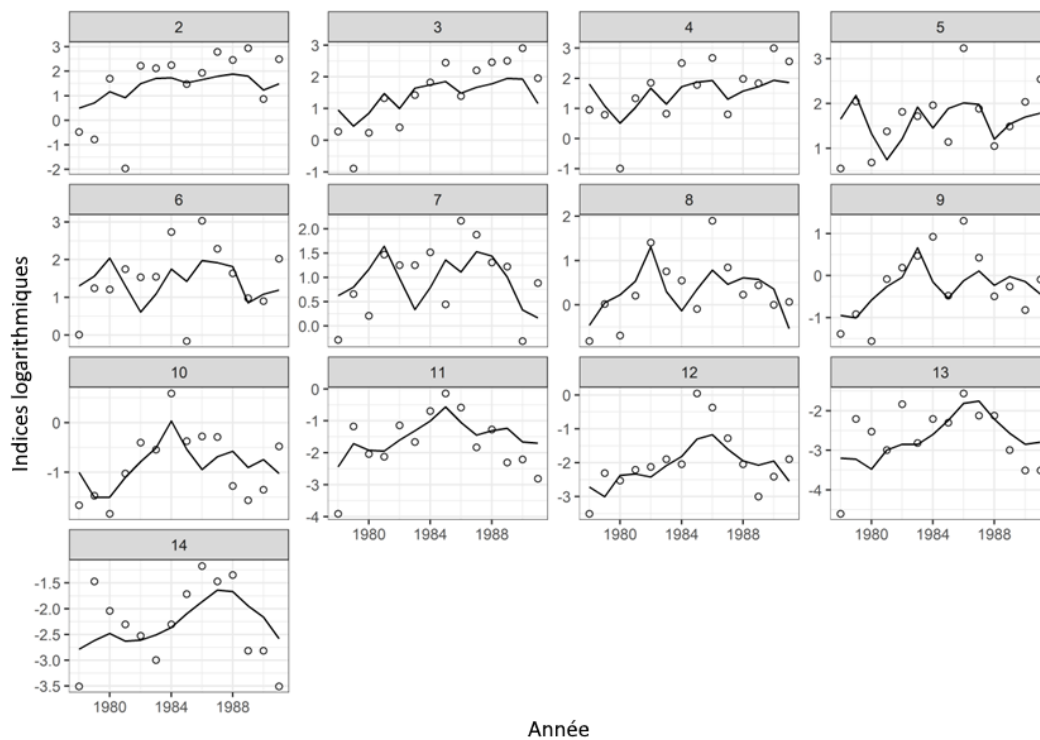 2 3 4 5
3 2 1 0 -1 -2
3 2 1 0 -1
3 2 1 0 -1
3 2 1
6 7 8 9
3 2 1 0
2.0 1.5 1.0 0.5 0.0
2 1 0
1 0 -1
10 11 12 13
0 -1
0 -1 -2 -3 -4
0 -1 -2 -3
-2 -3 -4
1980 1984 1988
1980 1984 1988
1980 1984 1988
14
-1.5 -2.0 -2.5 -3.0 -3.5
1980 1984 1988
Indices logarithmiques
Année